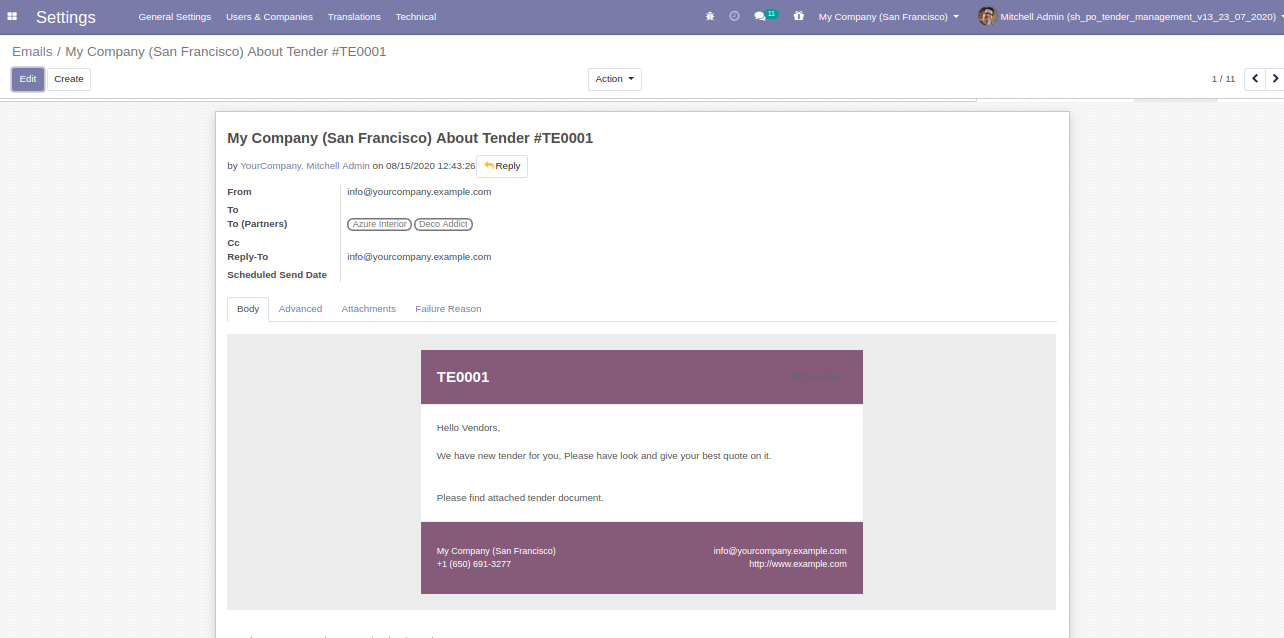 Settings General Settings Users & Companies Translations Technical 11 My Company (San Francisco) Mitchell Admin (sh_po_tender_management_v13_23_07_2020)
Emails / My Company (San Francisco) About Tender #TE0001
Edit Create Action 1 / 11
My Company (San Francisco) About Tender #TE0001
by YourCompany, Mitchell Admin on 08/15/2020 12:43:26 Reply
From info@yourcompany.example.com
To
To (Partners) Azure Interior Deco Addict
Cc
Reply-To info@yourcompany.example.com
Scheduled Send Date
Body Advanced Attachments Failure Reason
TE0001
Hello Vendors,
We have new tender for you, Please have look and give your best quote on it.
Please find attached tender document.
My Company (San Francisco) info@yourcompany.example.com
+1 (650) 691-3277 http://www.example.com